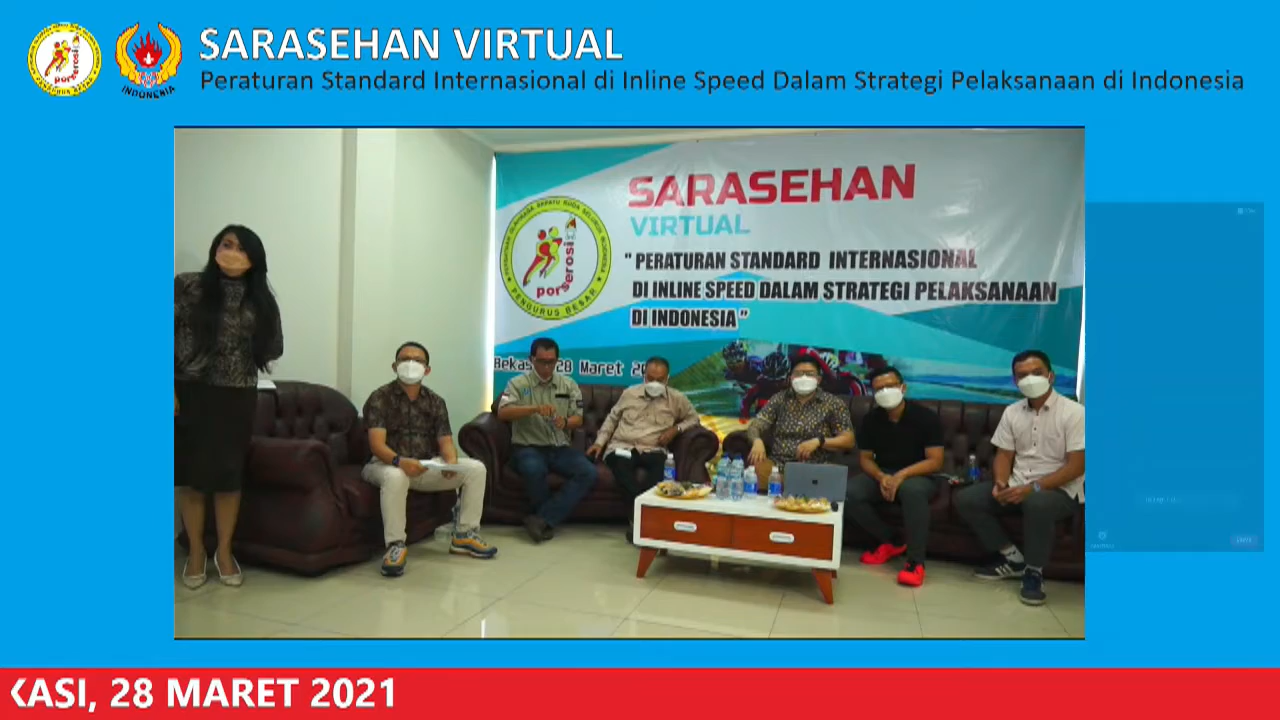 SARASEHAN VIRTUAL
Peraturan Standard Internasional di Inline Speed Dalam Strategi Pelaksanaan di Indonesia
porserosi
INDONESIA
SARASEHAN
VIRTUAL
" PERATURAN STANDARD INTERNASIONAL
DI INLINE SPEED DALAM STRATEGI PELAKSANAAN
DI INDONESIA "
porserosi
PENGURUS BESAR
28 Maret
KASI, 28 MARET 2021